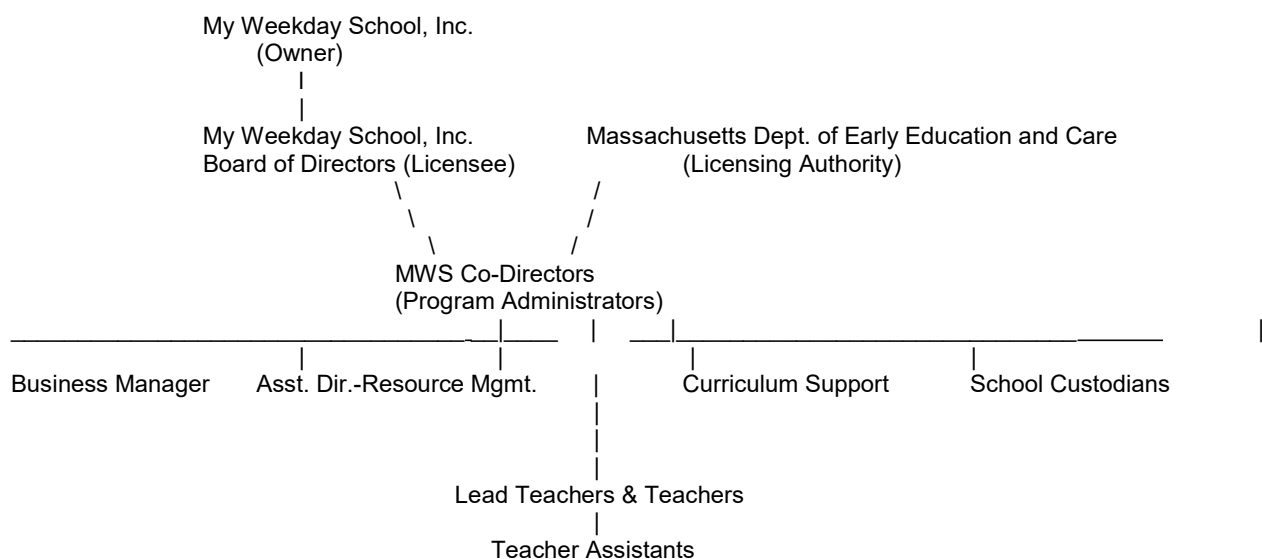 My Weekday School, Inc.
(Owner)
My Weekday School, Inc.
Board of Directors (Licensee)
Massachusetts Dept. of Early Education and Care
(Licensing Authority)
MWS Co-Directors
(Program Administrators)
Business Manager Asst. Dir.-Resource Mgmt. Curriculum Support School Custodians
Lead Teachers & Teachers
Teacher Assistants